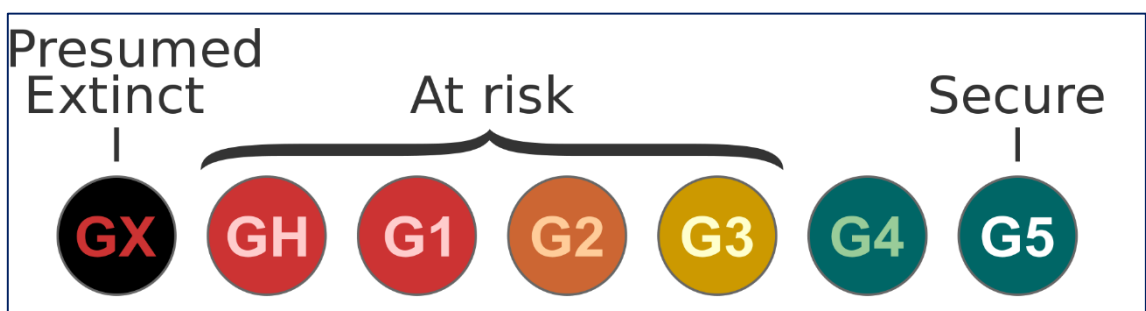 Presumed
Extinct
At risk
Secure
GX
GH
G1
G2
G3
G4
G5